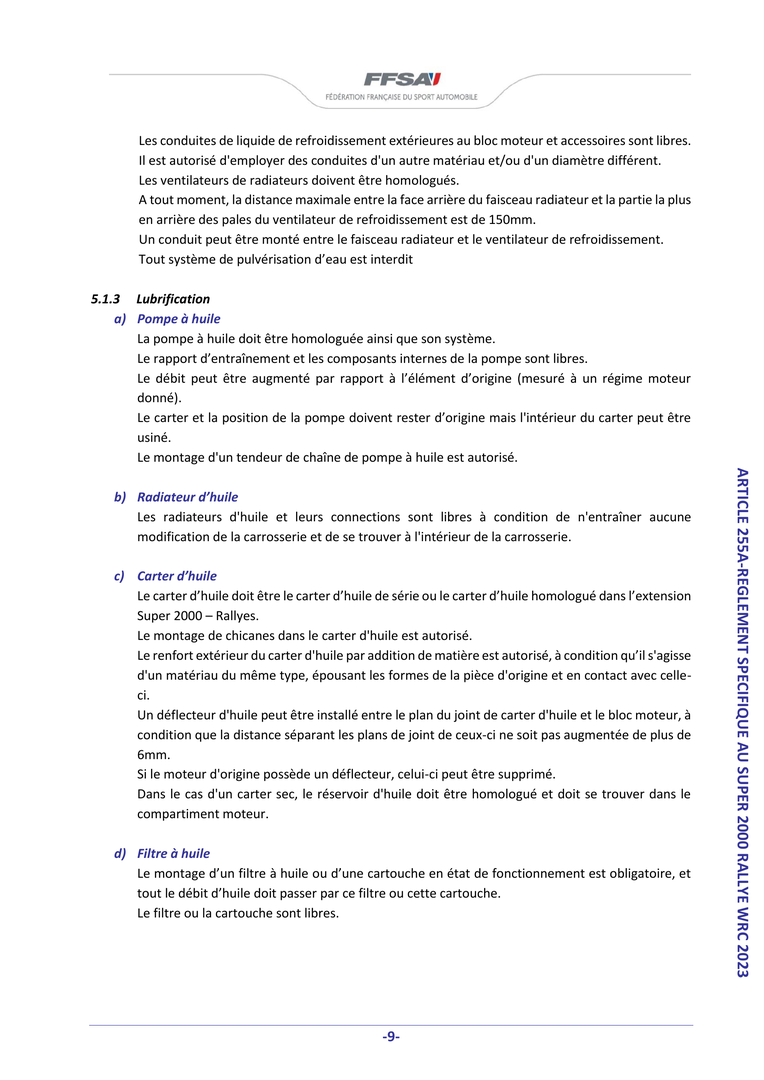 FFSA
FÉDÉRATION FRANÇAISE DU SPORT AUTOMOBILE
Les conduites de liquide de refroidissement extérieures au bloc moteur et accessoires sont libres.
Il est autorisé d'employer des conduites d'un autre matériau et/ou d'un diamètre différent.
Les ventilateurs de radiateurs doivent être homologués.
A tout moment, la distance maximale entre la face arrière du faisceau radiateur et la partie la plus
en arrière des pales du ventilateur de refroidissement est de 150mm.
Un conduit peut être monté entre le faisceau radiateur et le ventilateur de refroidissement.
Tout système de pulvérisation d’eau est interdit
5.1.3 Lubrification
a) Pompe à huile
La pompe à huile doit être homologuée ainsi que son système.
Le rapport d’entraînement et les composants internes de la pompe sont libres.
Le débit peut être augmenté par rapport à l’élément d’origine (mesuré à un régime moteur
donné).
Le carter et la position de la pompe doivent rester d’origine mais l'intérieur du carter peut être
usiné.
Le montage d'un tendeur de chaîne de pompe à huile est autorisé.
b) Radiateur d’huile
Les radiateurs d'huile et leurs connections sont libres à condition de n'entraîner aucune
modification de la carrosserie et de se trouver à l'intérieur de la carrosserie.
c) Carter d’huile
Le carter d’huile doit être le carter d’huile de série ou le carter d’huile homologué dans l’extension
Super 2000 – Rallyes.
Le montage de chicanes dans le carter d'huile est autorisé.
Le renfort extérieur du carter d'huile par addition de matière est autorisé, à condition qu’il s'agisse
d'un matériau du même type, épousant les formes de la pièce d'origine et en contact avec celle-
ci.
Un déflecteur d'huile peut être installé entre le plan du joint de carter d'huile et le bloc moteur, à
condition que la distance séparant les plans de joint de ceux-ci ne soit pas augmentée de plus de
6mm.
Si le moteur d'origine possède un déflecteur, celui-ci peut être supprimé.
Dans le cas d'un carter sec, le réservoir d'huile doit être homologué et doit se trouver dans le
compartiment moteur.
d) Filtre à huile
Le montage d’un filtre à huile ou d’une cartouche en état de fonctionnement est obligatoire, et
tout le débit d’huile doit passer par ce filtre ou cette cartouche.
Le filtre ou la cartouche sont libres.
ARTICLE 255A-REGLEMENT SPECIFIQUE AU SUPER 2000 RALLYE WRC 2023
-9-